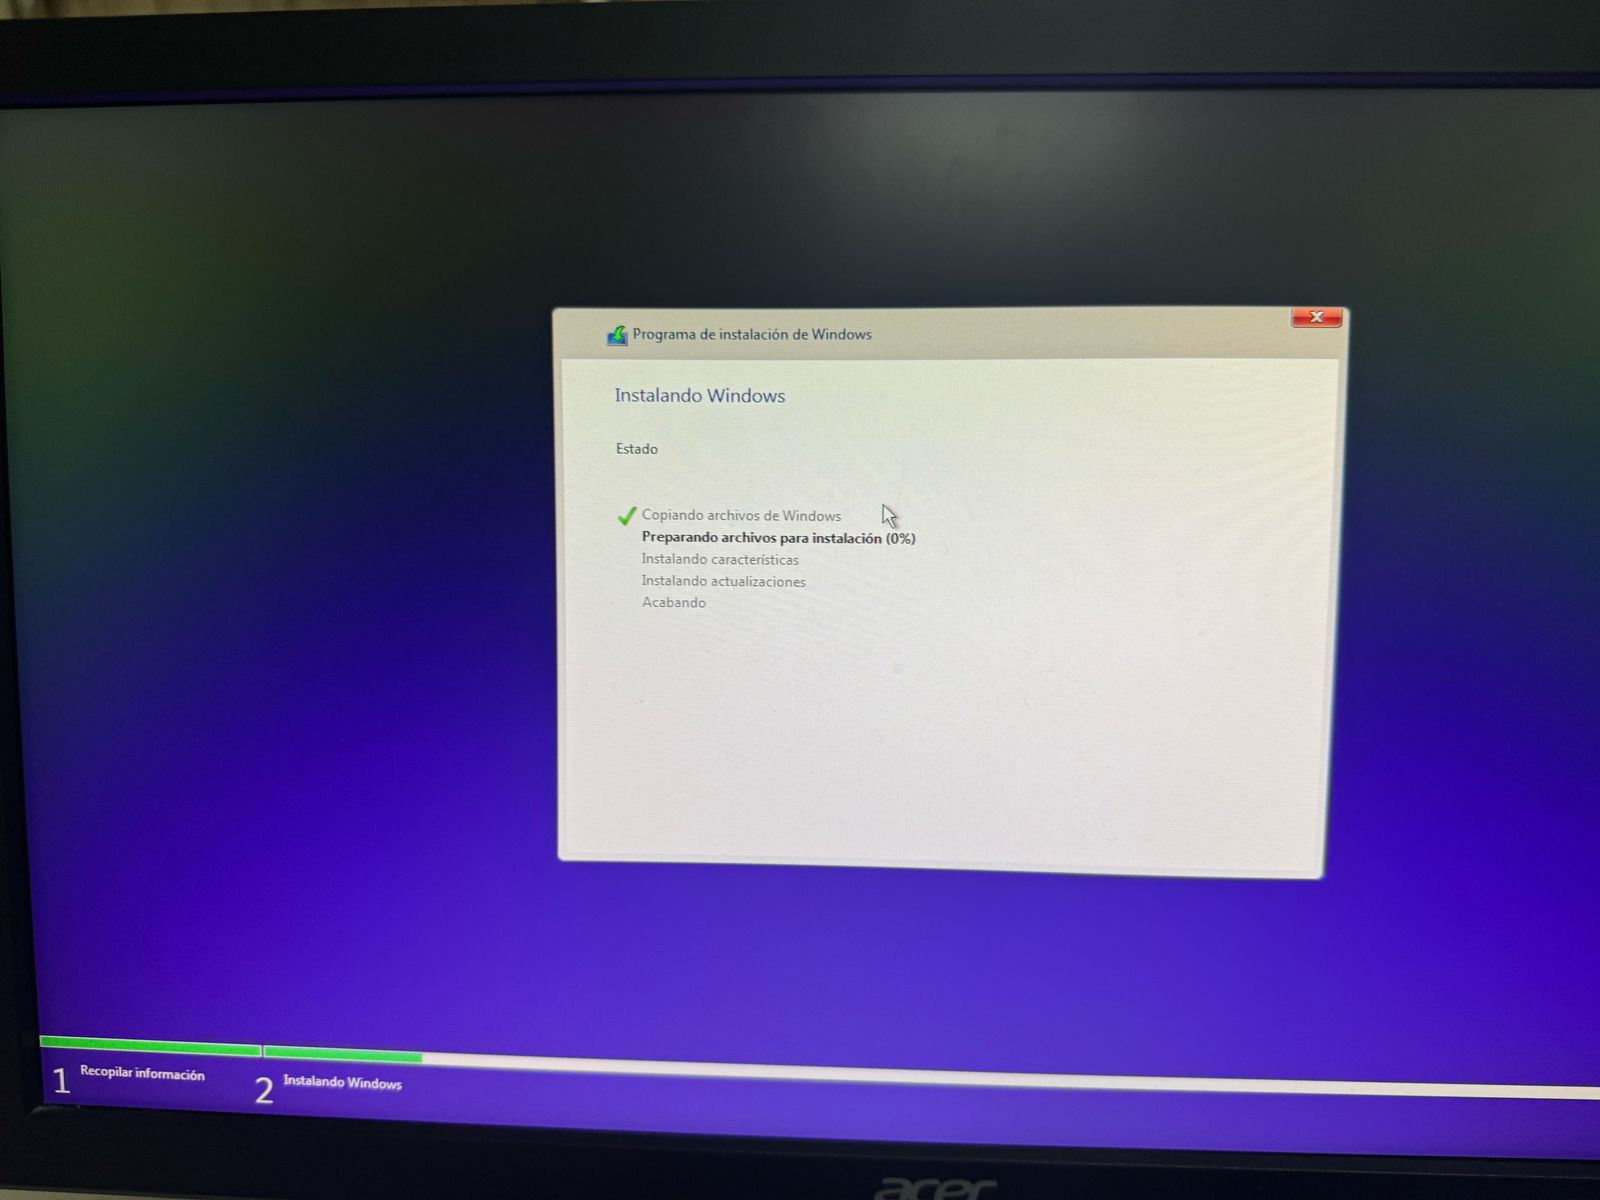 Programa de instalación de Windows
Instalando Windows
Estado
Copiando archivos de Windows
Preparando archivos para instalación (0%)
Instalando características
Instalando actualizaciones
Acabando
1 Recopilar información
2 Instalando Windows
acer